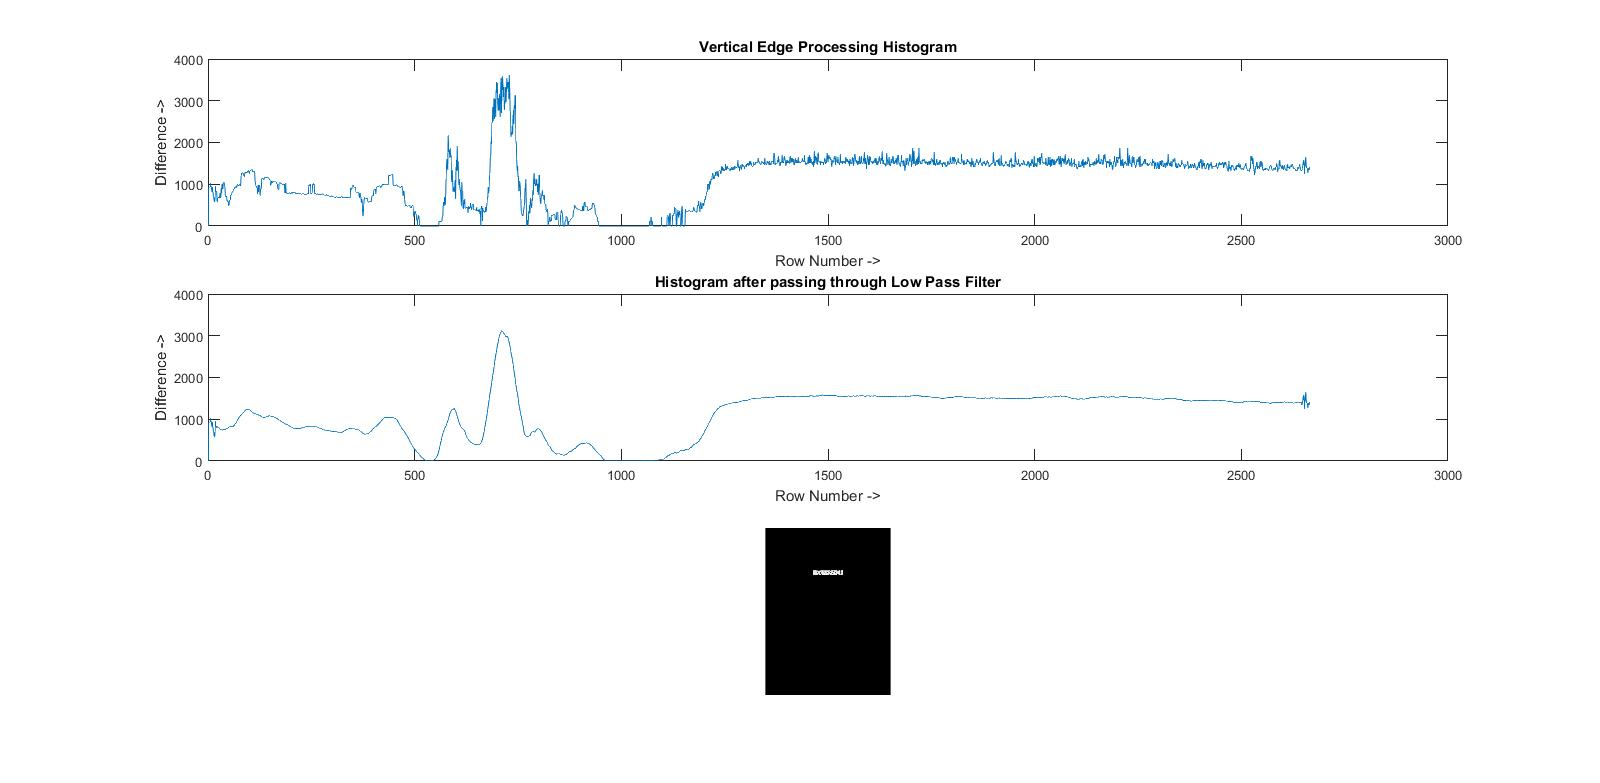 Vertical Edge Processing Histogram
4000
3000
2000
1000
0
Difference ->
0 500 1000 1500 2000 2500 3000
Row Number ->
Histogram after passing through Low Pass Filter
4000
3000
2000
1000
0
Difference ->
0 500 1000 1500 2000 2500 3000
Row Number ->